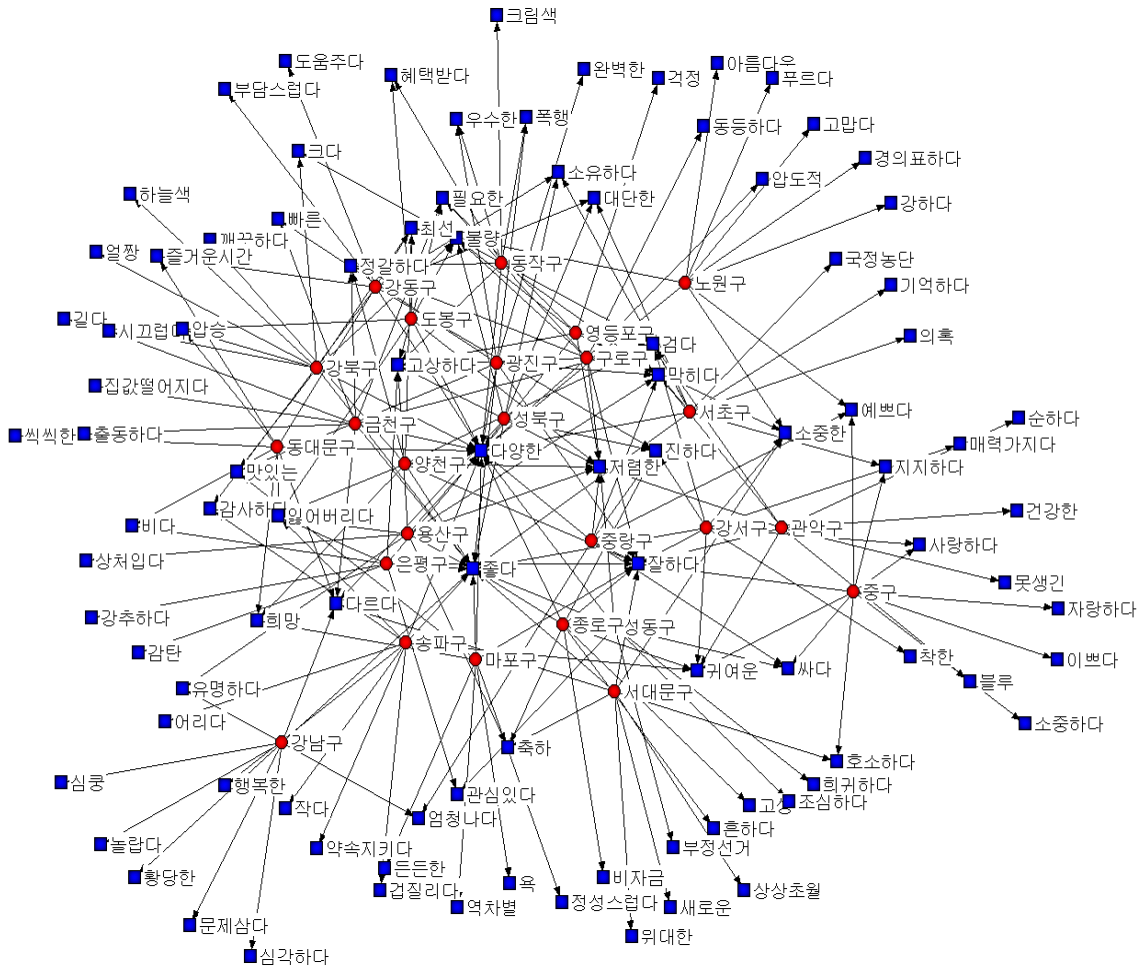 크림색
도움주다
혜택받다
완벽한
걱정
아름다운
푸르다
부담스럽다
우수한
폭행
동등하다
고맙다
크다
소유하다
경의표하다
압도적
하늘색
필요한
대단한
강하다
빠른
최선
불량
깨끗하다
얼짱
즐거운시간
정갈하다
동작구
국정농단
강동구
노원구
기억하다
길다
시끄럽다
압승
도봉구
영등포구
의혹
검다
강북구
고상하다
광진구
구로구
막히다
집값떨어지다
서초구
예쁘다
순하다
금천구
성북구
씩씩한
출동하다
소중한
매력가지다
동대문구
다양한
진하다
맛있는
양천구
저렴한
지지하다
감사하다
잃어버리다
건강한
비다
용산구
중랑구
강서구
관악구
사랑하다
상처입다
은평구
좋다
잘하다
못생긴
중구
다르다
자랑하다
강추하다
희망
종로구
성동구
감탄
송파구
마포구
귀여운
싸다
착한
이쁘다
유명하다
서대문구
블루
어리다
소중하다
강남구
축하
호소하다
심쿵
행복한
관심있다
희귀하다
작다
고생
조심하다
엄청나다
흔하다
놀랍다
약속지키다
부정선거
황당한
든든한
겁질리다
욕
비자금
상상초월
역차별
정성스럽다
새로운
문제삼다
위대한
심각하다